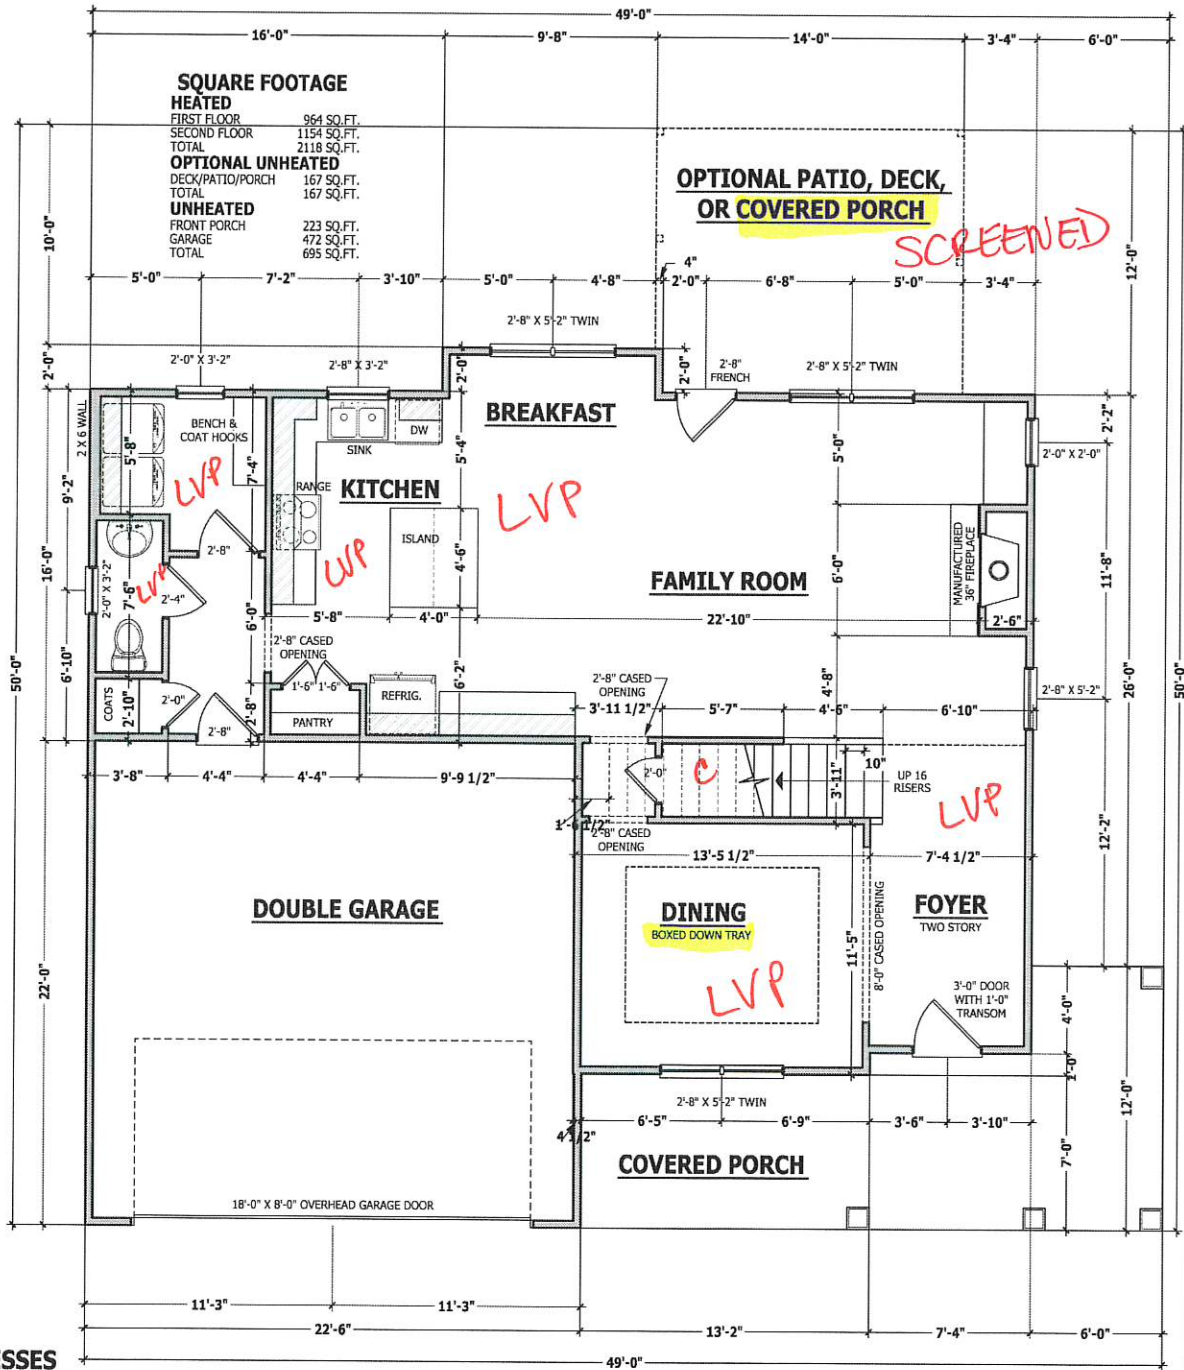 49'-0"
16'-0" 9'-8" 14'-0" 3'-4" 6'-0"
SQUARE FOOTAGE
HEATED
FIRST FLOOR 964 SQ.FT.
SECOND FLOOR 1154 SQ.FT.
TOTAL 2118 SQ.FT.
OPTIONAL UNHEATED
DECK/PATIO/PORCH 167 SQ.FT.
TOTAL 167 SQ.FT.
UNHEATED
FRONT PORCH 223 SQ.FT.
GARAGE 472 SQ.FT.
TOTAL 695 SQ.FT.
OPTIONAL PATIO, DECK,
OR COVERED PORCH
SCREENED
10'-0"
12'-0"
4"
5'-0" 7'-2" 3'-10" 5'-0" 4'-8" 2'-0" 6'-8" 5'-0" 3'-4"
2'-8" X 5'-2" TWIN
2'-0"
2'-0" X 3'-2"
2'-8" X 3'-2"
2'-0"
2'-0"
2'-8"
FRENCH
2'-8" X 5'-2" TWIN
2 X 6 WALL
BENCH &
COAT HOOKS
5'-8"
7'-4"
LVP
SINK
DW
BREAKFAST
5'-4"
5'-0"
2'-2"
2'-0" X 2'-0"
9'-2"
RANGE
KITCHEN
LVP
LVP
ISLAND
4'-6"
2'-8"
FAMILY ROOM
6'-0"
MANUFACTURED
36" FIREPLACE
11'-8"
16'-0"
2'-0" X 3'-2"
7'-6"
LVP
2'-4"
6'-0"
5'-8" 4'-0" 22'-10" 2'-6"
2'-8" CASED
OPENING
6'-10"
50'-0"
1'-6" 1'-6"
REFRIG.
6'-2"
2'-8" CASED
OPENING
4'-8"
2'-8" X 5'-2"
26'-0"
50'-0"
COATS
2'-10"
2'-0"
2'-8"
2'-8"
PANTRY
3'-11 1/2" 5'-7" 4'-6" 6'-10"
3'-8" 4'-4" 4'-4" 9'-9 1/2"
2'-0"
C
3'-11"
10"
UP 16
RISERS
LVP
1'-6 1/2"
2'-8" CASED
OPENING
12'-2"
13'-5 1/2" 7'-4 1/2"
DOUBLE GARAGE
DINING
BOXED DOWN TRAY
LVP
11'-5"
8'-0" CASED OPENING
FOYER
TWO STORY
22'-0"
3'-0" DOOR
WITH 1'-0"
TRANSOM
4'-0"
1'-0"
12'-0"
2'-8" X 5'-2" TWIN
4 1/2"
6'-5" 6'-9" 3'-6" 3'-10"
7'-0"
COVERED PORCH
18'-0" X 8'-0" OVERHEAD GARAGE DOOR
11'-3" 11'-3"
22'-6" 13'-2" 7'-4" 6'-0"
49'-0"